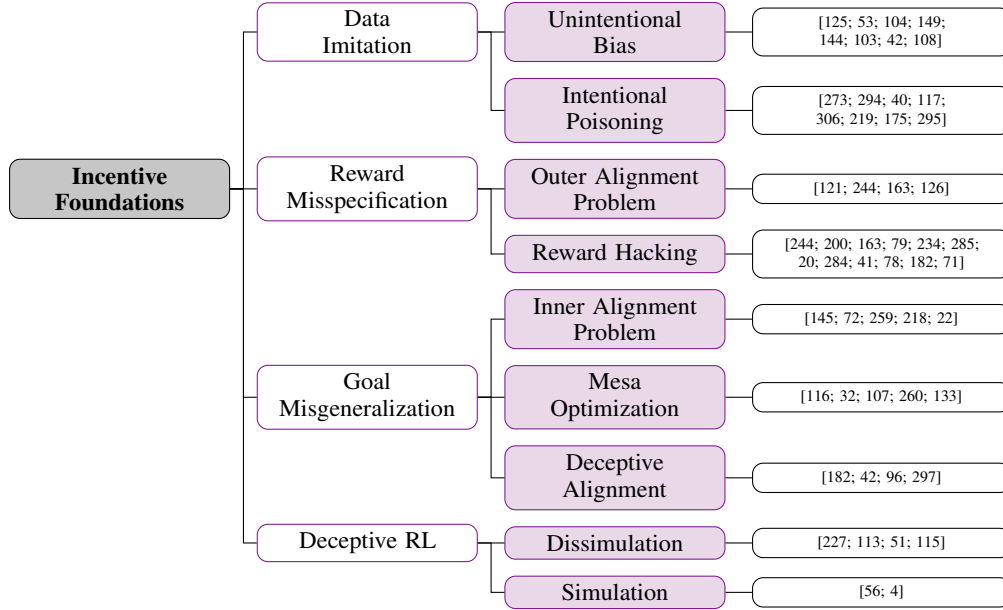 Incentive
Foundations
Data
Imitation
Unintentional
Bias
[125; 53; 104; 149;
144; 103; 42; 108]
Intentional
Poisoning
[273; 294; 40; 117;
306; 219; 175; 295]
Reward
Misspecification
Outer Alignment
Problem
[121; 244; 163; 126]
Reward Hacking
[244; 200; 163; 79; 234; 285;
20; 284; 41; 78; 182; 71]
Goal
Misgeneralization
Inner Alignment
Problem
[145; 72; 259; 218; 22]
Mesa
Optimization
[116; 32; 107; 260; 133]
Deceptive
Alignment
[182; 42; 96; 297]
Deceptive RL
Dissimulation
[227; 113; 51; 115]
Simulation
[56; 4]